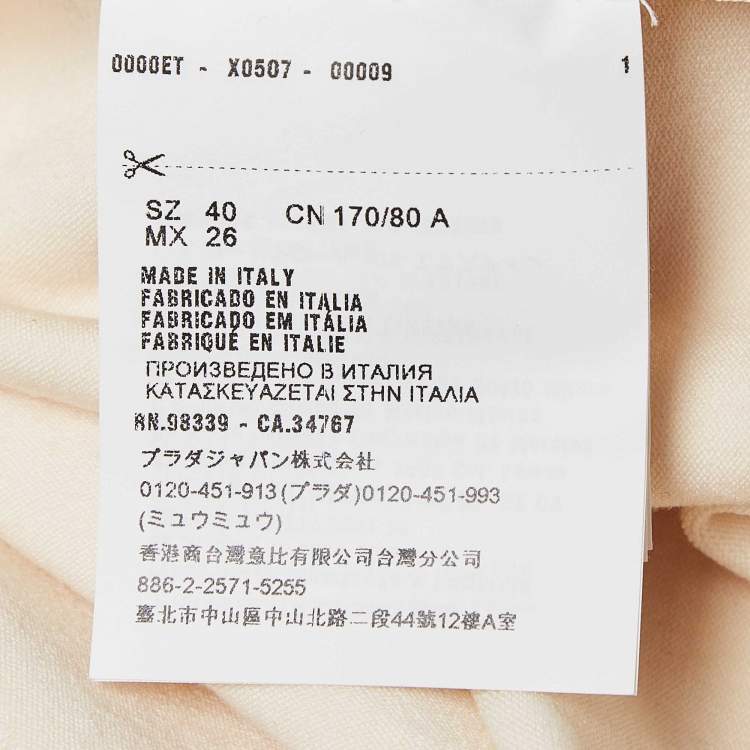 0000ET - X0507 - 00009 1
SZ 40 CN 170/80 A
MX 26
MADE IN ITALY
FABRICADO EN ITALIA
FABRICADO EM ITÁLIA
FABRIQUÉ EN ITALIE
ПРОИЗВЕДЕНО В ИТАЛИЯ
ΚΑΤΑΣΚΕΥΑΖΕΤΑΙ ΣΤΗΝ ΙΤΑΛΙΑ
RN.98339 - CA.34767
プラダジャパン株式会社
0120-451-913(プラダ)0120-451-993
(ミュウミュウ)
香港商台灣意比有限公司台灣分公司
886-2-2571-5255
臺北市中山區中山北路二段44號12樓A室